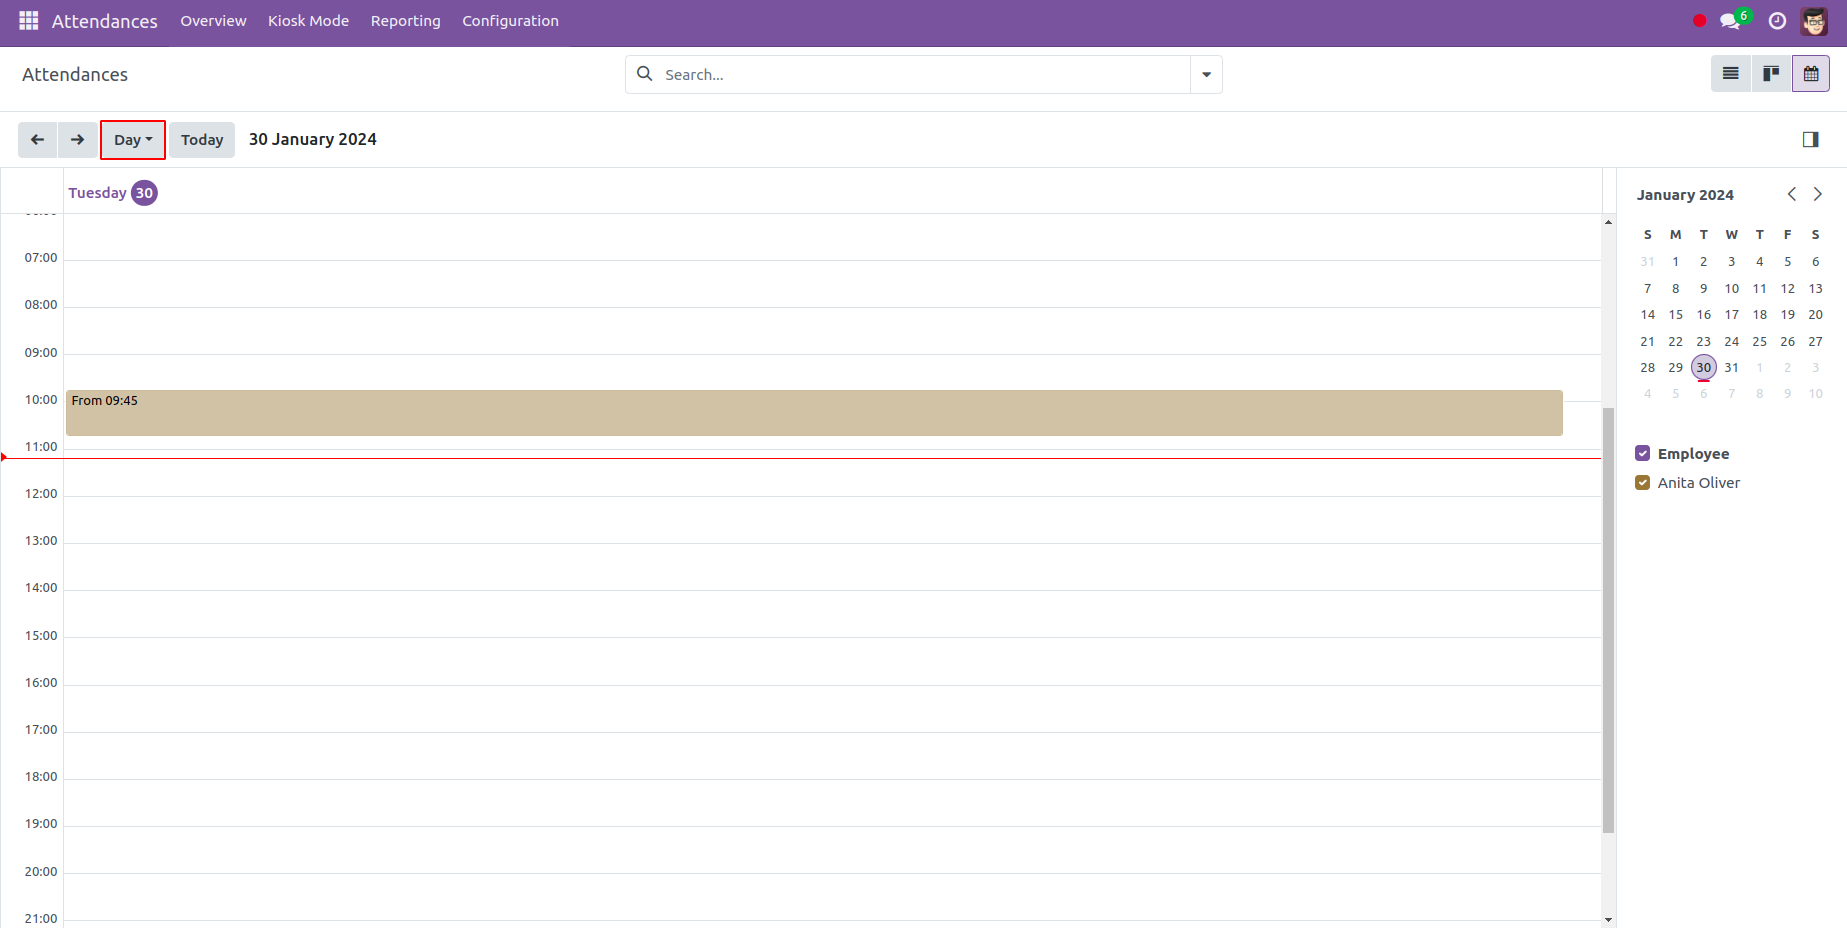 Attendances Overview Kiosk Mode Reporting Configuration 6
Attendances Search...
Day Today 30 January 2024
Tuesday 30
07:00
08:00
09:00
10:00 From 09:45
11:00
12:00
13:00
14:00
15:00
16:00
17:00
18:00
19:00
20:00
21:00
January 2024
S M T W T F S
31 1 2 3 4 5 6
7 8 9 10 11 12 13
14 15 16 17 18 19 20
21 22 23 24 25 26 27
28 29 30 31 1 2 3
4 5 6 7 8 9 10
Employee
Anita Oliver